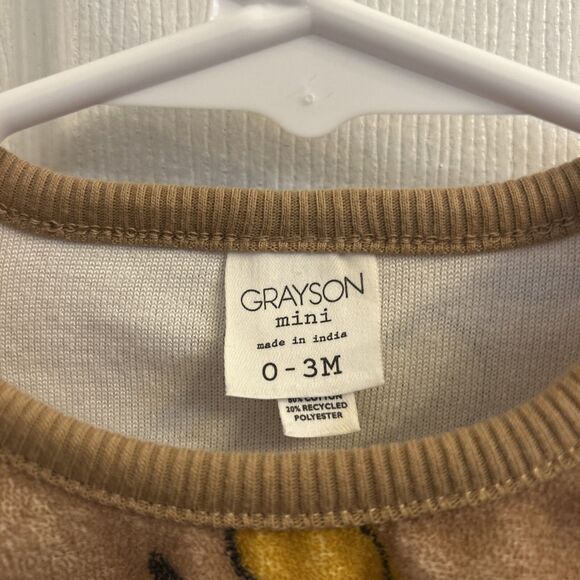 GRAYSON
mini
made in india
0-3M
80% COTTON
20% RECYCLED
POLYESTER